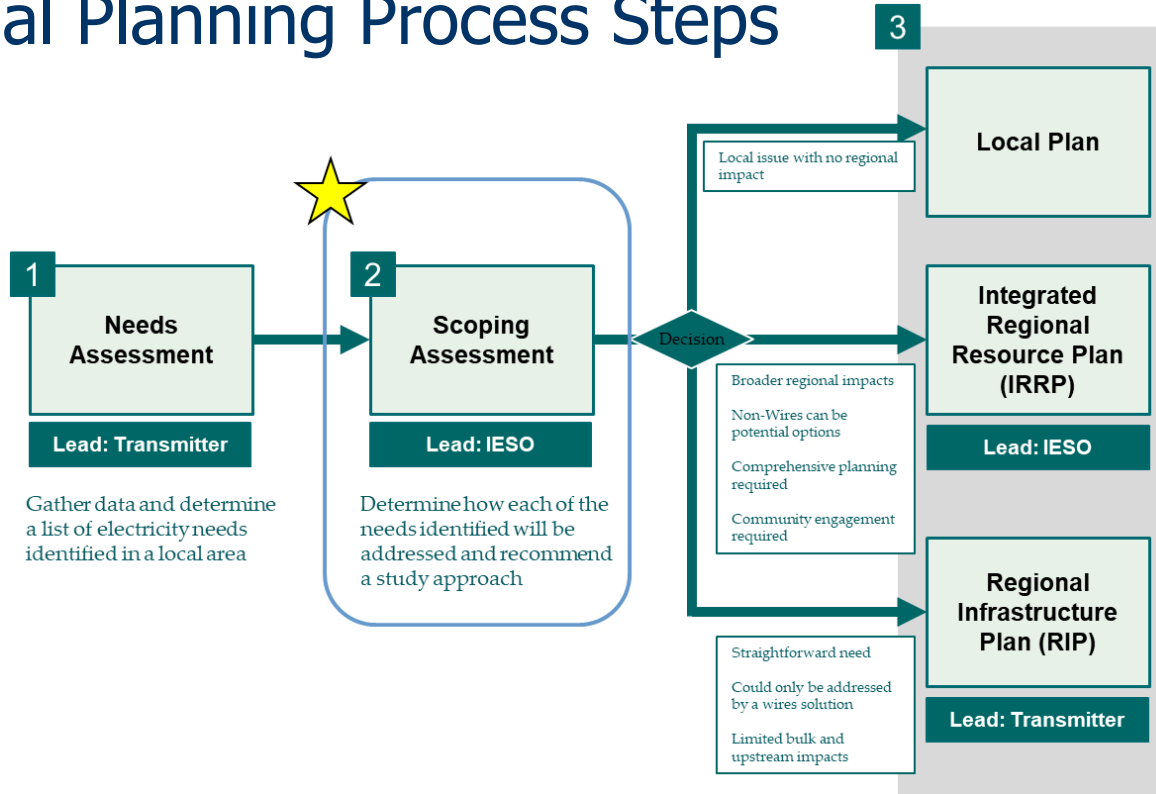 al Planning Process Steps
3
Local Plan
Local issue with no regional
impact
1
Needs
Assessment
Lead: Transmitter
Gather data and determine
a list of electricity needs
identified in a local area
2
Scoping
Assessment
Lead: IESO
Determine how each of the
needs identified will be
addressed and recommend
a study approach
Decision
Integrated
Regional
Resource Plan
(IRRP)
Lead: IESO
Broader regional impacts
Non-Wires can be
potential options
Comprehensive planning
required
Community engagement
required
Regional
Infrastructure
Plan (RIP)
Lead: Transmitter
Straightforward need
Could only be addressed
by a wires solution
Limited bulk and
upstream impacts